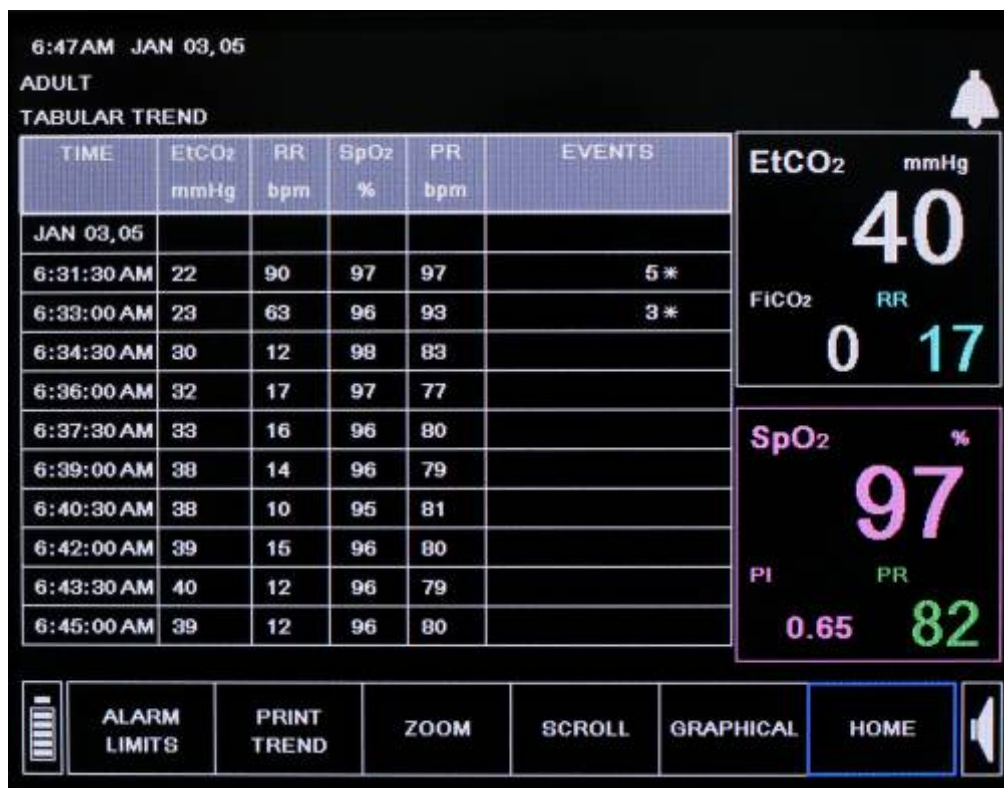 6:47AM JAN 03,05
ADULT
TABULAR TREND
TIME EtCO2 RR SpO2 PR EVENTS
mmHg bpm % bpm
JAN 03,05
6:31:30 AM 22 90 97 97 5*
6:33:00 AM 23 63 96 93 3*
6:34:30 AM 30 12 98 83
6:36:00 AM 32 17 97 77
6:37:30 AM 33 16 96 80
6:39:00 AM 38 14 96 79
6:40:30 AM 38 10 95 81
6:42:00 AM 39 15 96 80
6:43:30 AM 40 12 96 79
6:45:00 AM 39 12 96 80
EtCO2 mmHg
40
FiCO2 RR
0 17
SpO2 %
97
PI PR
0.65 82
ALARM
LIMITS
PRINT
TREND
ZOOM
SCROLL
GRAPHICAL
HOME